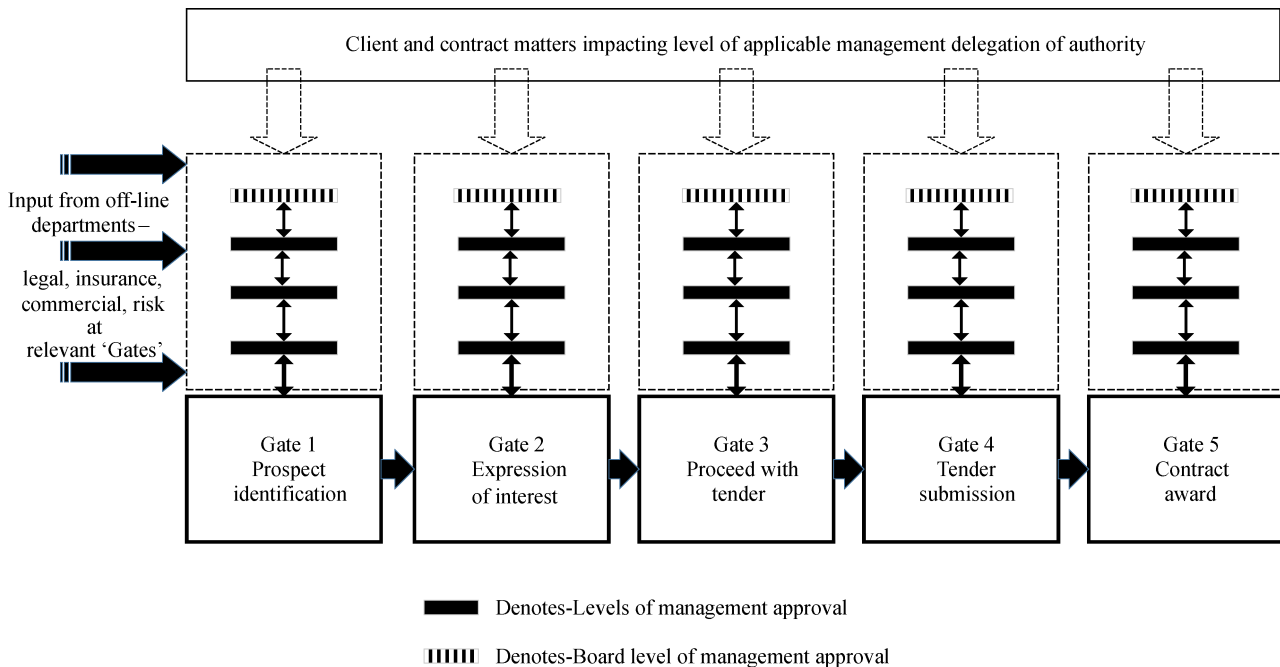 Client and contract matters impacting level of applicable management delegation of authority
Input from off-line
departments –
legal, insurance,
commercial, risk
at
relevant ‘Gates’
Gate 1
Prospect
identification
Gate 2
Expression
of interest
Gate 3
Proceed with
tender
Gate 4
Tender
submission
Gate 5
Contract
award
Denotes-Levels of management approval
Denotes-Board level of management approval